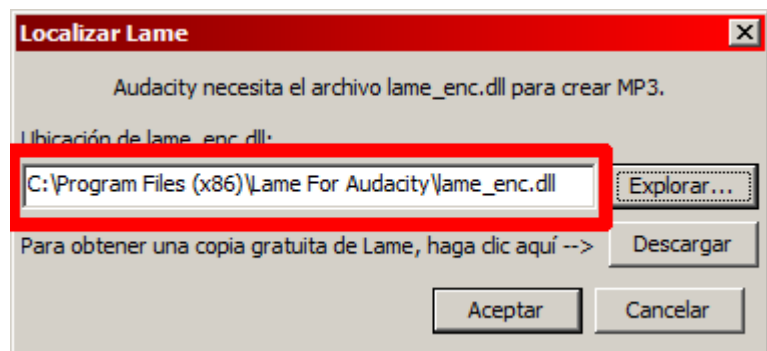 Localizar Lame
Audacity necesita el archivo lame_enc.dll para crear MP3.
Ubicación de lame_enc.dll:
C:\Program Files (x86)\Lame For Audacity\lame_enc.dll
Explorar...
Para obtener una copia gratuita de Lame, haga clic aquí -->
Descargar
Aceptar
Cancelar